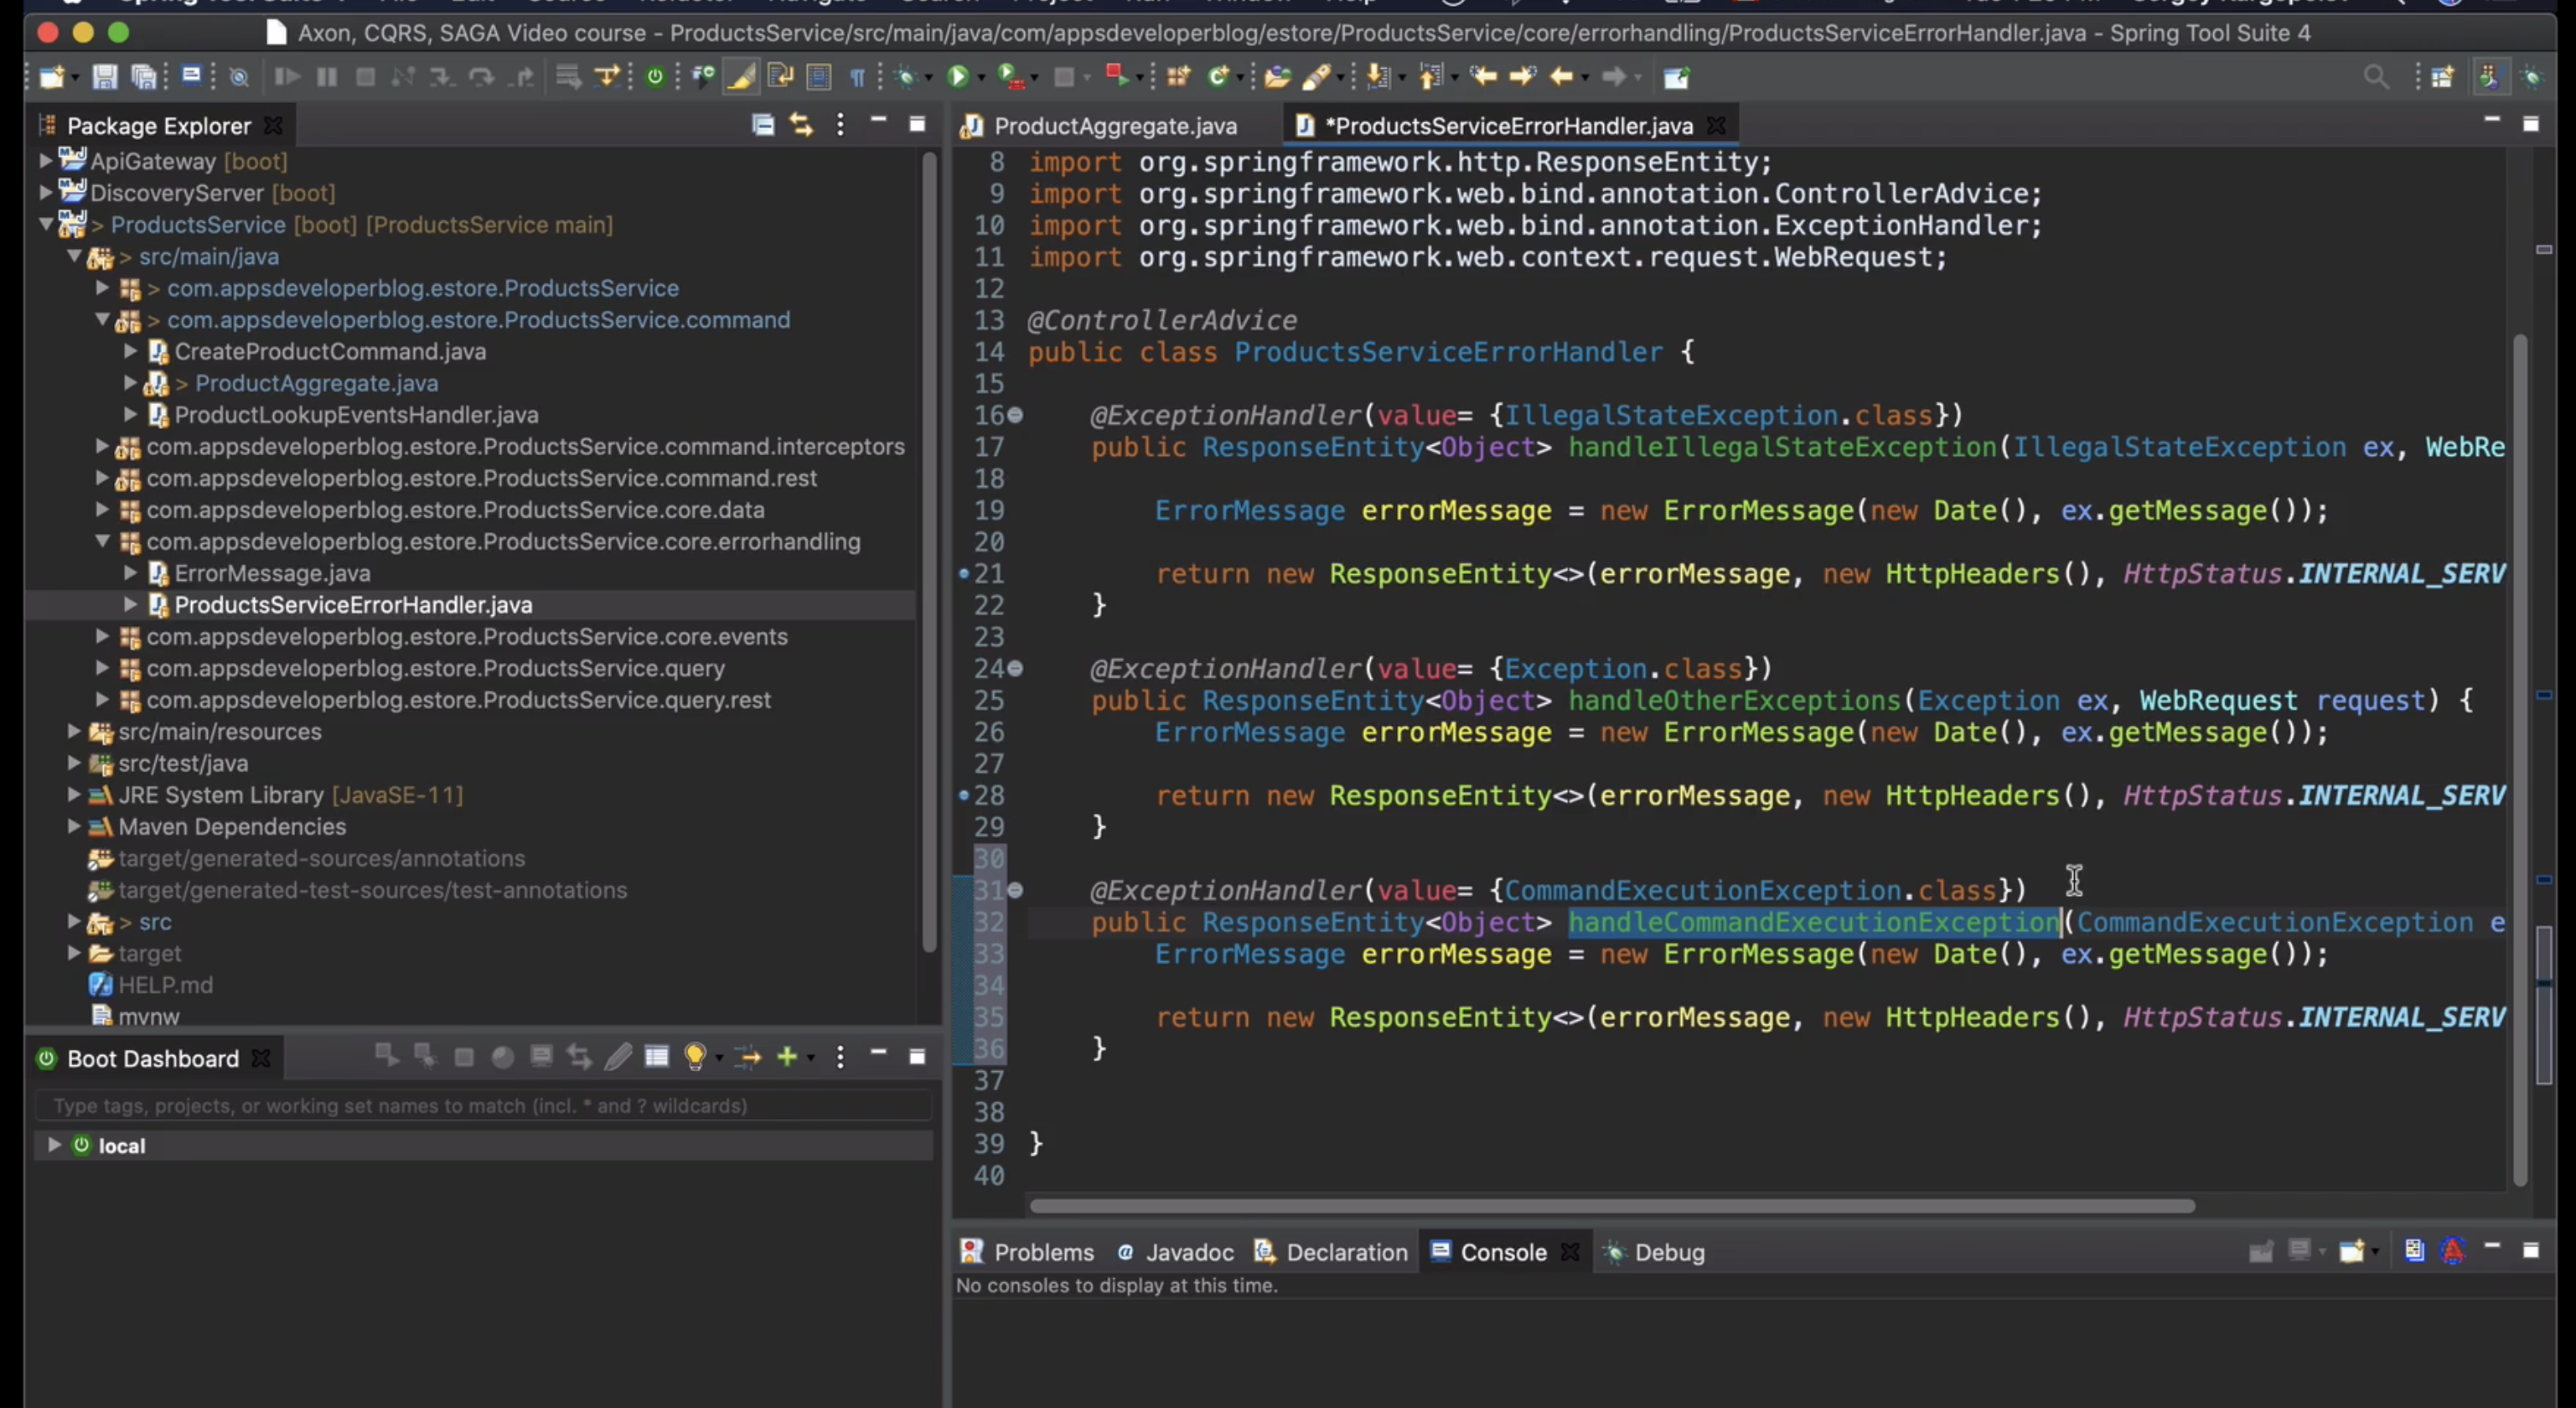 Axon, CQRS, SAGA Video course - ProductsService/src/main/java/com/appsdeveloperblog/estore/ProductsService/core/errorhandling/ProductsServiceErrorHandler.java - Spring Tool Suite 4
Package Explorer
ApiGateway [boot]
DiscoveryServer [boot]
> ProductsService [boot] [ProductsService main]
> src/main/java
> com.appsdeveloperblog.estore.ProductsService
> com.appsdeveloperblog.estore.ProductsService.command
CreateProductCommand.java
> ProductAggregate.java
ProductLookupEventsHandler.java
com.appsdeveloperblog.estore.ProductsService.command.interceptors
com.appsdeveloperblog.estore.ProductsService.command.rest
com.appsdeveloperblog.estore.ProductsService.core.data
com.appsdeveloperblog.estore.ProductsService.core.errorhandling
ErrorMessage.java
ProductsServiceErrorHandler.java
com.appsdeveloperblog.estore.ProductsService.core.events
com.appsdeveloperblog.estore.ProductsService.query
com.appsdeveloperblog.estore.ProductsService.query.rest
src/main/resources
src/test/java
JRE System Library [JavaSE-11]
Maven Dependencies
target/generated-sources/annotations
target/generated-test-sources/test-annotations
> src
target
HELP.md
mvnw
Boot Dashboard
Type tags, projects, or working set names to match (incl. * and ? wildcards)
local
ProductAggregate.java
*ProductsServiceErrorHandler.java
8 import org.springframework.http.ResponseEntity;
9 import org.springframework.web.bind.annotation.ControllerAdvice;
10 import org.springframework.web.bind.annotation.ExceptionHandler;
11 import org.springframework.web.context.request.WebRequest;
12
13 @ControllerAdvice
14 public class ProductsServiceErrorHandler {
15
16 @ExceptionHandler(value= {IllegalStateException.class})
17 public ResponseEntity<Object> handleIllegalStateException(IllegalStateException ex, WebRe
18
19 ErrorMessage errorMessage = new ErrorMessage(new Date(), ex.getMessage());
20
21 return new ResponseEntity<>(errorMessage, new HttpHeaders(), HttpStatus.INTERNAL_SERV
22 }
23
24 @ExceptionHandler(value= {Exception.class})
25 public ResponseEntity<Object> handleOtherExceptions(Exception ex, WebRequest request) {
26 ErrorMessage errorMessage = new ErrorMessage(new Date(), ex.getMessage());
27
28 return new ResponseEntity<>(errorMessage, new HttpHeaders(), HttpStatus.INTERNAL_SERV
29 }
30
31 @ExceptionHandler(value= {CommandExecutionException.class})
32 public ResponseEntity<Object> handleCommandExecutionException(CommandExecutionException e
33 ErrorMessage errorMessage = new ErrorMessage(new Date(), ex.getMessage());
34
35 return new ResponseEntity<>(errorMessage, new HttpHeaders(), HttpStatus.INTERNAL_SERV
36 }
37
38
39 }
40
Problems
Javadoc
Declaration
Console
Debug
No consoles to display at this time.